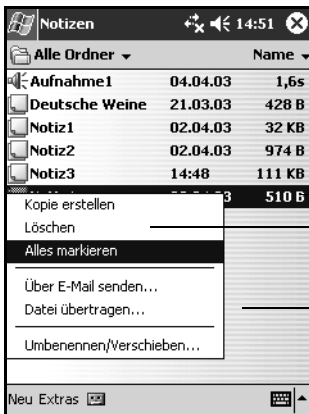 Notizen 14:51
Alle Ordner Name
Aufnahme1 04.04.03 1,6s
Deutsche Weine 21.03.03 428 B
Notiz1 02.04.03 32 KB
Notiz2 02.04.03 974 B
Notiz3 14:48 111 KB
3 510 B
Kopie erstellen
Löschen
Alles markieren
Über E-Mail senden...
Datei übertragen...
Umbenennen/Verschieben...
Neu Extras